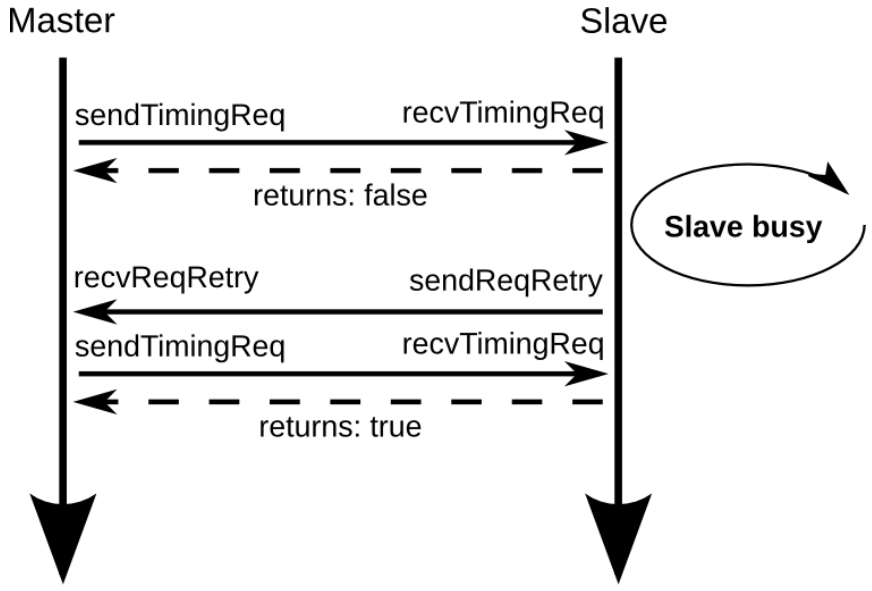 Master
Slave
sendTimingReq
recvTimingReq
returns: false
Slave busy
recvReqRetry
sendReqRetry
sendTimingReq
recvTimingReq
returns: true